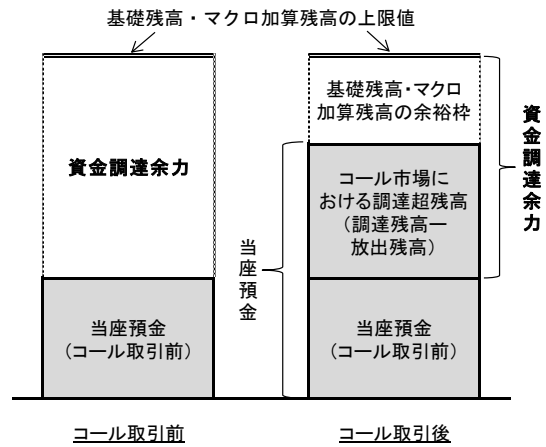 基礎残高・マクロ加算残高の上限値
資金調達余力
当座預金
(コール取引前)
コール取引前
基礎残高・マクロ
加算残高の余裕枠
コール市場に
おける調達超残高
(調達残高－
放出残高)
当座預金
(コール取引前)
コール取引後
当座預金
資金調達余力